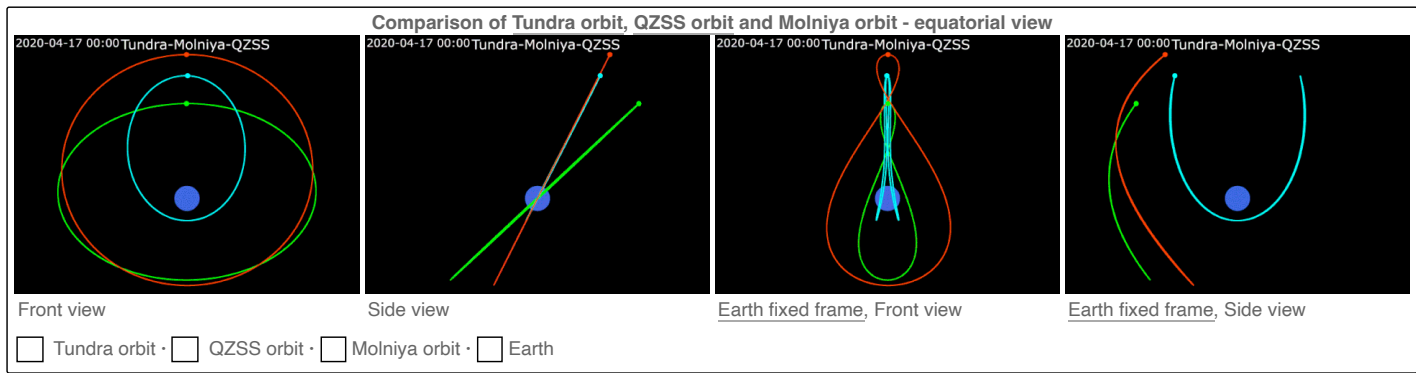 Comparison of Tundra orbit, QZSS orbit and Molniya orbit - equatorial view
2020-04-17 00:00 Tundra-Molniya-QZSS
2020-04-17 00:00 Tundra-Molniya-QZSS
2020-04-17 00:00 Tundra-Molniya-QZSS
2020-04-17 00:00 Tundra-Molniya-QZSS
Front view
Side view
Earth fixed frame, Front view
Earth fixed frame, Side view
Tundra orbit · QZSS orbit · Molniya orbit · Earth